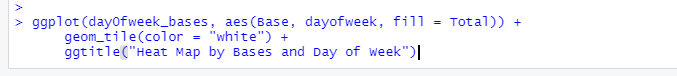 >
> ggplot(dayOfweek_bases, aes(Base, dayofweek, fill = Total)) +
geom_tile(color = "white") +
ggtitle("Heat Map by Bases and Day of Week")